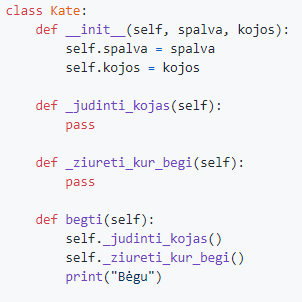 class Kate:
    def __init__(self, spalva, kojos):
        self.spalva = spalva
        self.kojos = kojos

    def _judinti_kojas(self):
        pass

    def _ziureti_kur_begi(self):
        pass

    def begti(self):
        self._judinti_kojas()
        self._ziureti_kur_begi()
        print("Bėgu")